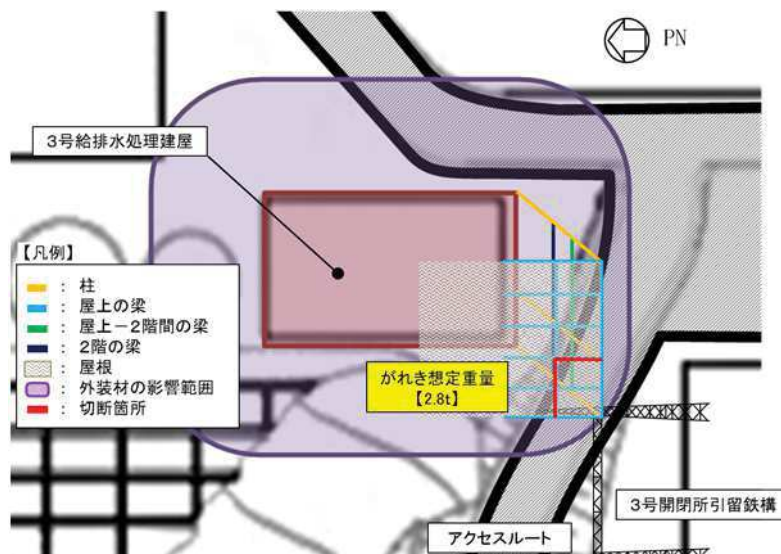 PN
3号給排水処理建屋
【凡例】
：柱
：屋上の梁
：屋上－2階間の梁
：2階の梁
：屋根
：外装材の影響範囲
：切断箇所
がれき想定重量
【2.8t】
3号開閉所引留鉄構
アクセスルート